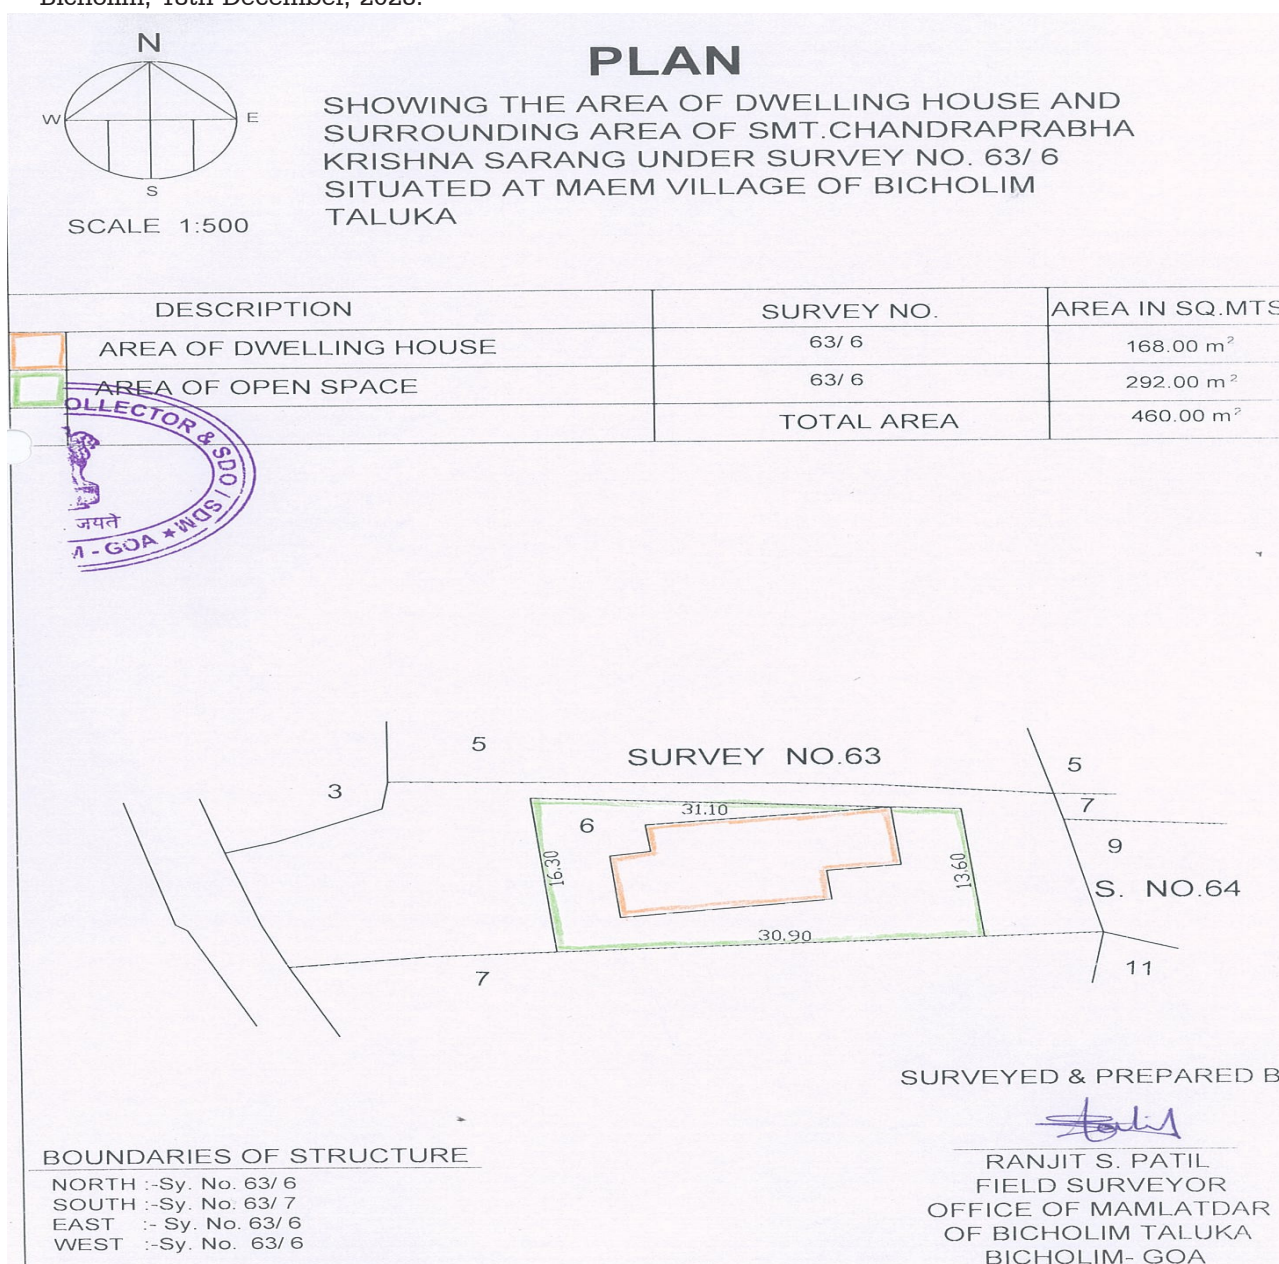 N
W E
S
SCALE 1:500
PLAN
SHOWING THE AREA OF DWELLING HOUSE AND
SURROUNDING AREA OF SMT.CHANDRAPRABHA
KRISHNA SARANG UNDER SURVEY NO. 63/ 6
SITUATED AT MAEM VILLAGE OF BICHOLIM
TALUKA
DESCRIPTION SURVEY NO. AREA IN SQ.MTS
AREA OF DWELLING HOUSE 63/ 6 168.00 m²
AREA OF OPEN SPACE 63/ 6 292.00 m²
TOTAL AREA 460.00 m²
OLLECTOR & SDO / SDM ★
जयते
M - GOA
5
SURVEY NO.63
5
3
7
31.10
6
9
16.30
13.60
S. NO.64
30.90
7
11
SURVEYED & PREPARED B
RANJIT S. PATIL
FIELD SURVEYOR
OFFICE OF MAMLATDAR
OF BICHOLIM TALUKA
BICHOLIM- GOA
BOUNDARIES OF STRUCTURE
NORTH :-Sy. No. 63/ 6
SOUTH :-Sy. No. 63/ 7
EAST :- Sy. No. 63/ 6
WEST :-Sy. No. 63/ 6